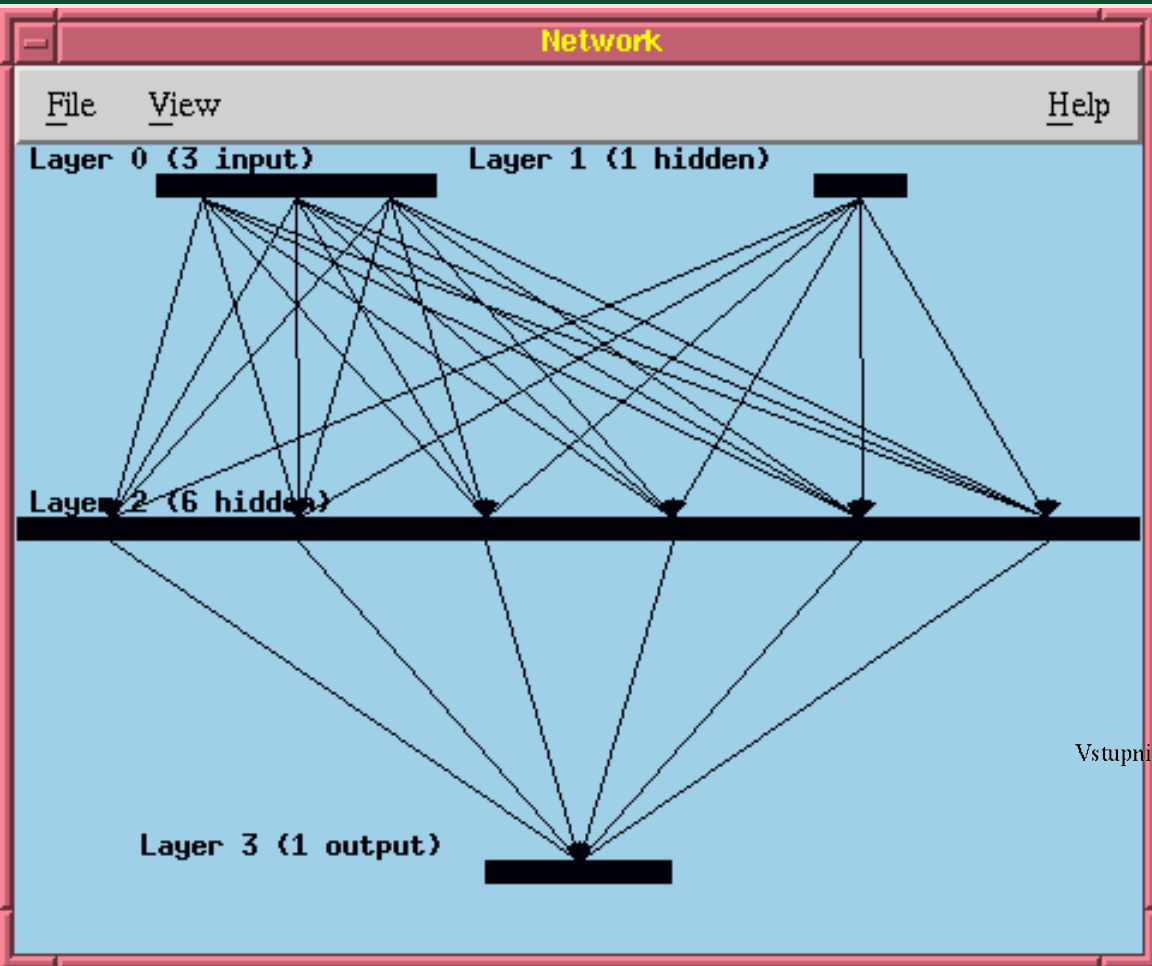 Network
File View Help
Layer 0 (3 input) Layer 1 (1 hidden)
Layer 2 (6 hidden)
Vstupni
Layer 3 (1 output)